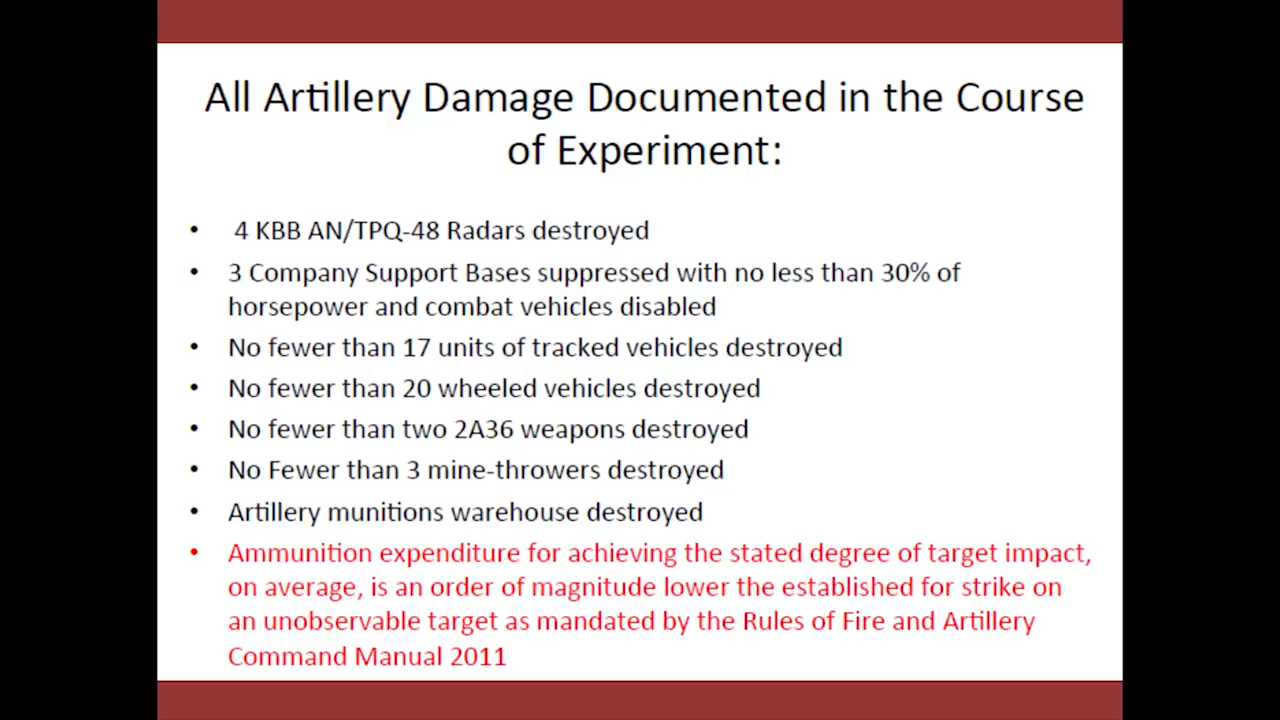 All Artillery Damage Documented in the Course
of Experiment:
• 4 KBB AN/TPQ-48 Radars destroyed
• 3 Company Support Bases suppressed with no less than 30% of
horsepower and combat vehicles disabled
• No fewer than 17 units of tracked vehicles destroyed
• No fewer than 20 wheeled vehicles destroyed
• No fewer than two 2A36 weapons destroyed
• No Fewer than 3 mine-throwers destroyed
• Artillery munitions warehouse destroyed
• Ammunition expenditure for achieving the stated degree of target impact,
on average, is an order of magnitude lower the established for strike on
an unobservable target as mandated by the Rules of Fire and Artillery
Command Manual 2011